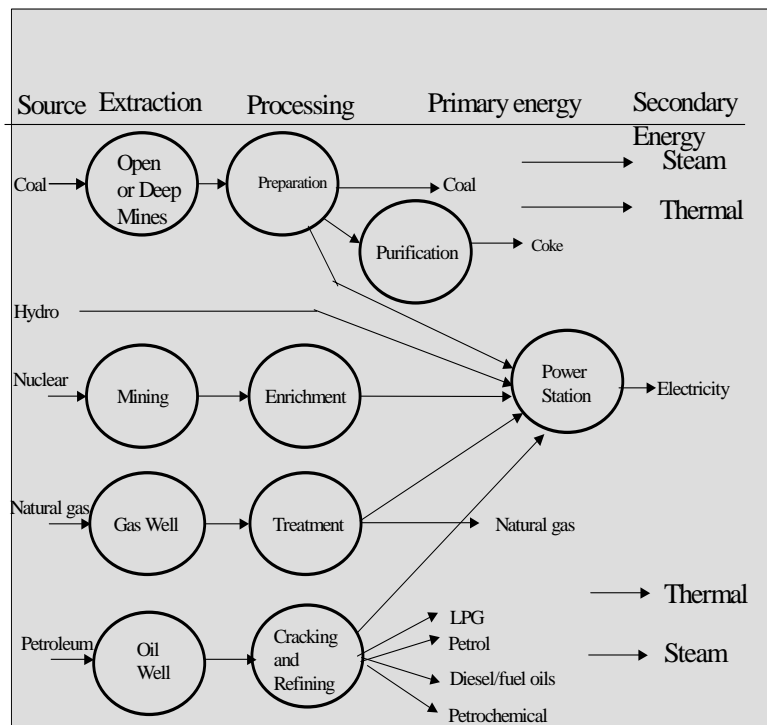 Source Extraction Processing Primary energy Secondary
Energy
Coal
Open
or Deep
Mines
Preparation
Coal
Steam
Thermal
Purification
Coke
Hydro
Nuclear
Mining
Enrichment
Power
Station
Electricity
Natural gas
Gas Well
Treatment
Natural gas
Thermal
Petroleum
Oil
Well
Cracking
and
Refining
LPG
Petrol
Diesel/fuel oils
Petrochemical
Steam